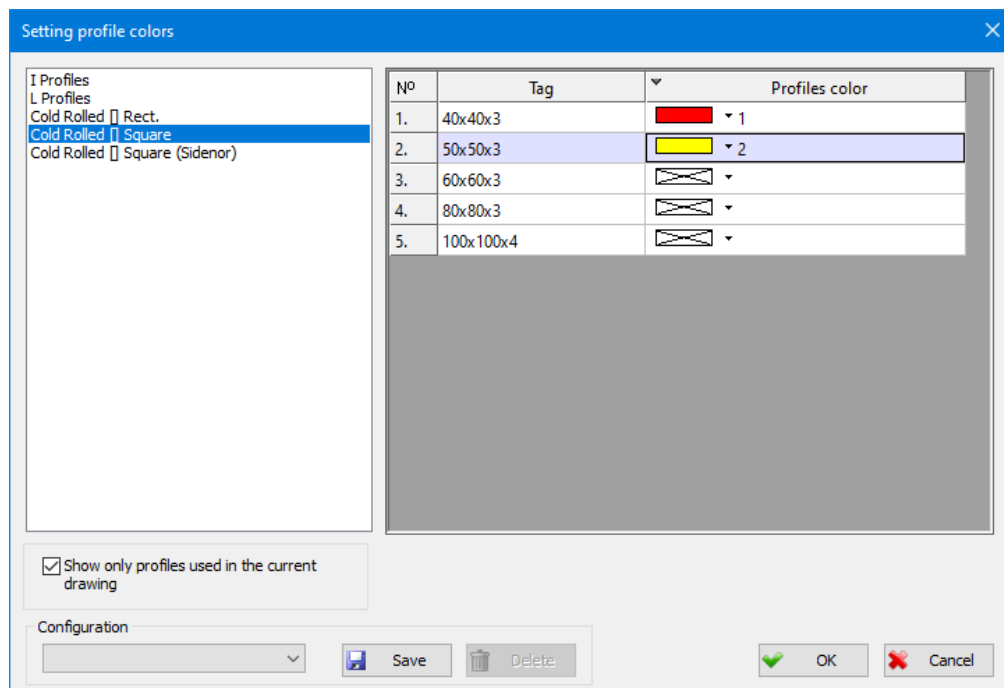 Setting profile colors
I Profiles
L Profiles
Cold Rolled [] Rect.
Cold Rolled [] Square
Cold Rolled [] Square (Sidenor)
Nº Tag Profiles color
1. 40x40x3 1
2. 50x50x3 2
3. 60x60x3
4. 80x80x3
5. 100x100x4
Show only profiles used in the current
drawing
Configuration
Save Delete OK Cancel